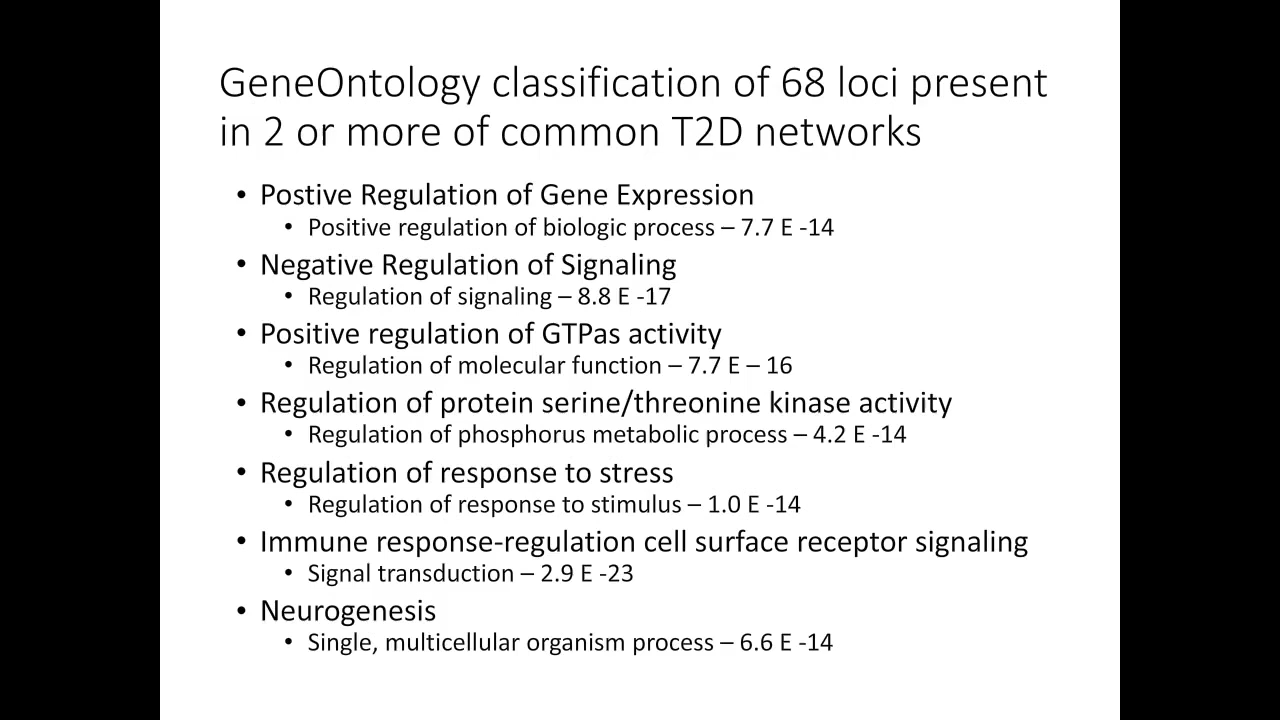 GeneOntology classification of 68 loci present
in 2 or more of common T2D networks
• Postive Regulation of Gene Expression
• Positive regulation of biologic process – 7.7 E -14
• Negative Regulation of Signaling
• Regulation of signaling – 8.8 E -17
• Positive regulation of GTPas activity
• Regulation of molecular function – 7.7 E – 16
• Regulation of protein serine/threonine kinase activity
• Regulation of phosphorus metabolic process – 4.2 E -14
• Regulation of response to stress
• Regulation of response to stimulus – 1.0 E -14
• Immune response-regulation cell surface receptor signaling
• Signal transduction – 2.9 E -23
• Neurogenesis
• Single, multicellular organism process – 6.6 E -14